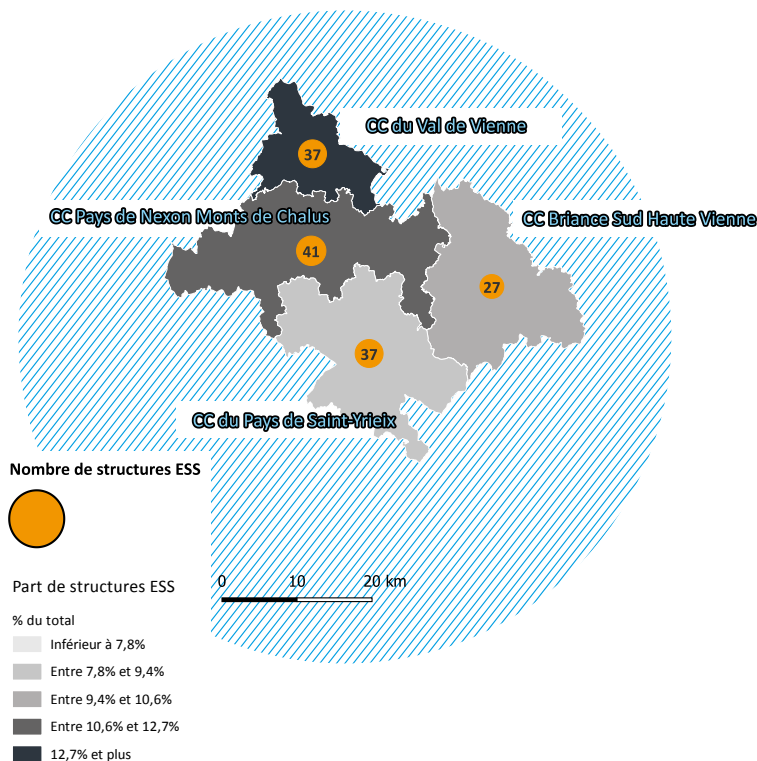 CC du Val de Vienne
37
CC Pays de Nexon Monts de Chalus
CC Briance Sud Haute Vienne
41
27
37
CC du Pays de Saint-Yrieix
Nombre de structures ESS
Part de structures ESS
0 10 20 km
% du total
Inférieur à 7,8%
Entre 7,8% et 9,4%
Entre 9,4% et 10,6%
Entre 10,6% et 12,7%
12,7% et plus